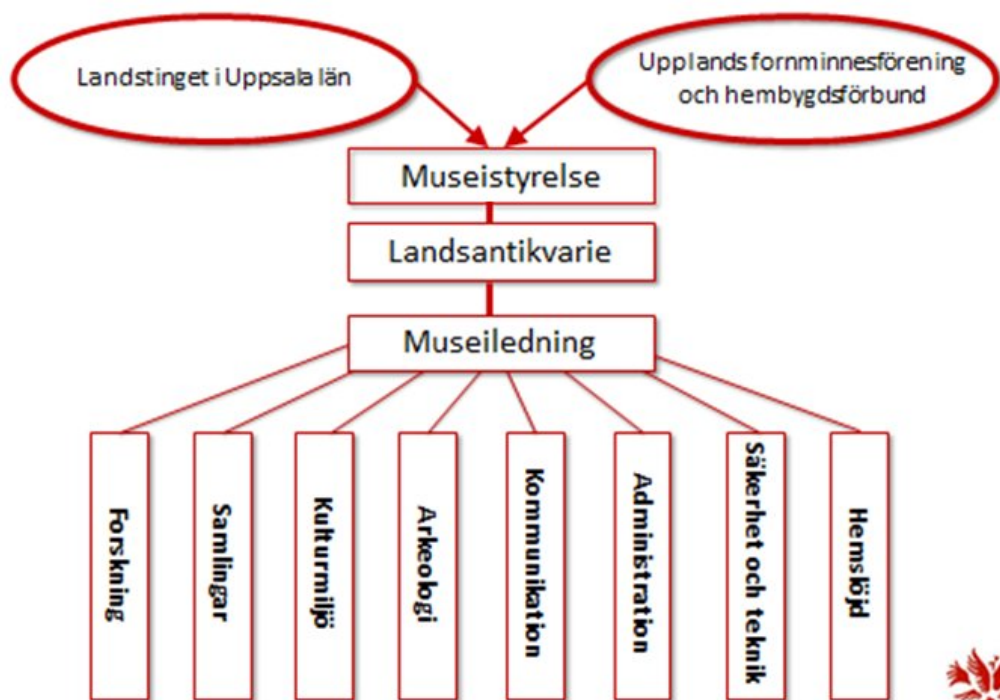 Landstinget i Uppsala län
Upplands fornminnesförening
och hembygdsförbund
Museistyrelse
Landsantikvarie
Museiledning
Forskning
Samlingar
Kulturmiljö
Arkeologi
Kommunikation
Administration
Säkerhet och teknik
Hemslöjd